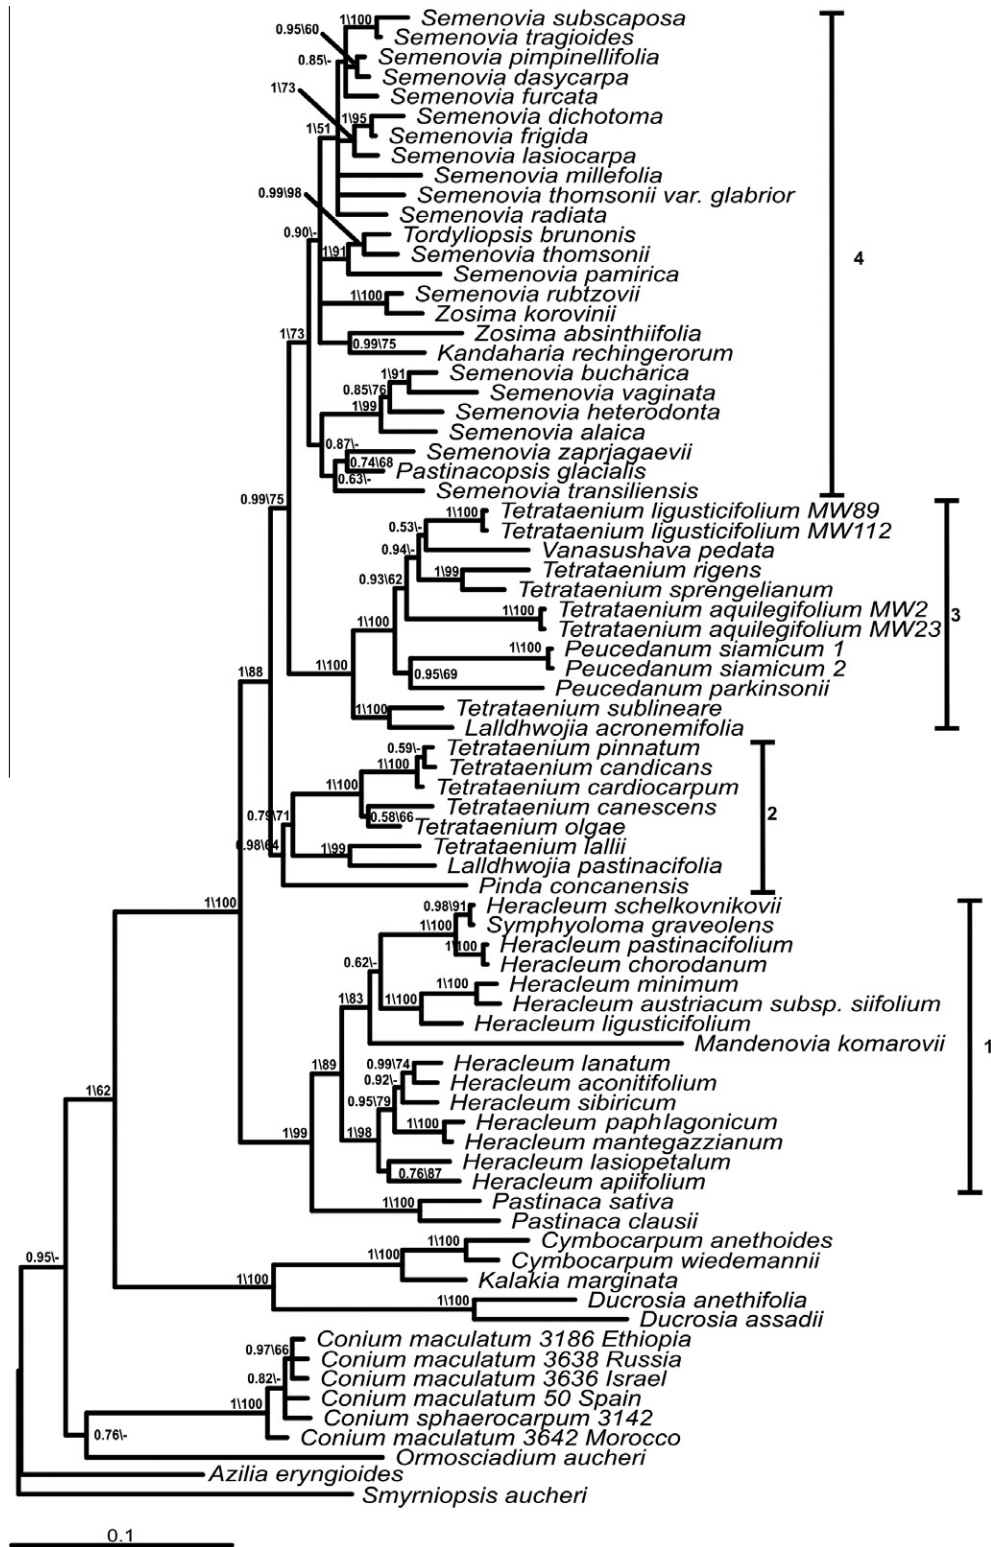 1\100 Semenovia subscaposa
0.95\60 Semenovia tragioides
Semenovia pimpinellifolia
0.85\- Semenovia dasycarpa
Semenovia furcata
1\73 1\95 Semenovia dichotoma
1\51 Semenovia frigida
Semenovia lasiocarpa
Semenovia millefolia
0.99\98 Semenovia thomsonii var. glabrior
Semenovia radiata
0.90\- Tordyliopsis brunonis
1\91 Semenovia thomsonii 4
Semenovia pamirica
1\100 Semenovia rubtzovii
Zosima korovinii
1\73 Zosima absinthiifolia
0.99\75 Kandaharia rechingerorum
1\91 Semenovia bucharica
0.85\76 Semenovia vaginata
1\99 Semenovia heterodonta
Semenovia alaica
0.87\- Semenovia zaprjagaevii
0.74\68 Pastinacopsis glacialis
0.63\- Semenovia transiliensis
0.99\75
1\100 Tetrataenium ligusticifolium MW89
0.53\- Tetrataenium ligusticifolium MW112
0.94\- Vanasushava pedata
0.93\62 1\99 Tetrataenium rigens
Tetrataenium sprengelianum
1\100 Tetrataenium aquilegifolium MW2 3
1\100 Tetrataenium aquilegifolium MW23
1\100 Peucedanum siamicum 1
1\88 1\100 Peucedanum siamicum 2
0.95\69 Peucedanum parkinsonii
1\100 Tetrataenium sublineare
Lalldhwojia acronemifolia
0.59\- Tetrataenium pinnatum
1\100 Tetrataenium candicans
1\100 Tetrataenium cardiocarpum
Tetrataenium canescens 2
0.79\71 0.58\66 Tetrataenium olgae
0.98\64 1\99 Tetrataenium lallii
Lalldhwojia pastinacifolia
Pinda concanensis
1\100 0.98\91 Heracleum schelkovnikovii
1\100 Symphyoloma graveolens
1\100 Heracleum pastinacifolium
0.62\- Heracleum chorodanum
1\100 Heracleum minimum
1\83 1\100 Heracleum austriacum subsp. siifolium
Heracleum ligusticifolium
Mandenovia komarovii 1
1\89 0.99\74 Heracleum lanatum
0.92\- Heracleum aconitifolium
1\62 0.95\79 Heracleum sibiricum
1\100 Heracleum paphlagonicum
1\99 1\98 Heracleum mantegazzianum
Heracleum lasiopetalum
0.76\87 Heracleum apiifolium
1\100 Pastinaca sativa
Pastinaca clausii
1\100 Cymbocarpum anethoides
0.95\- 1\100 Cymbocarpum wiedemannii
1\100 Kalakia marginata
1\100 Ducrosia anethifolia
Ducrosia assadii
Conium maculatum 3186 Ethiopia
0.97\66 Conium maculatum 3638 Russia
0.82\- Conium maculatum 3636 Israel
Conium maculatum 50 Spain
1\100 Conium sphaerocarpum 3142
0.76\- Conium maculatum 3642 Morocco
Ormosciadium aucheri
Azilia eryngioides
Smyrniopsis aucheri
0.1